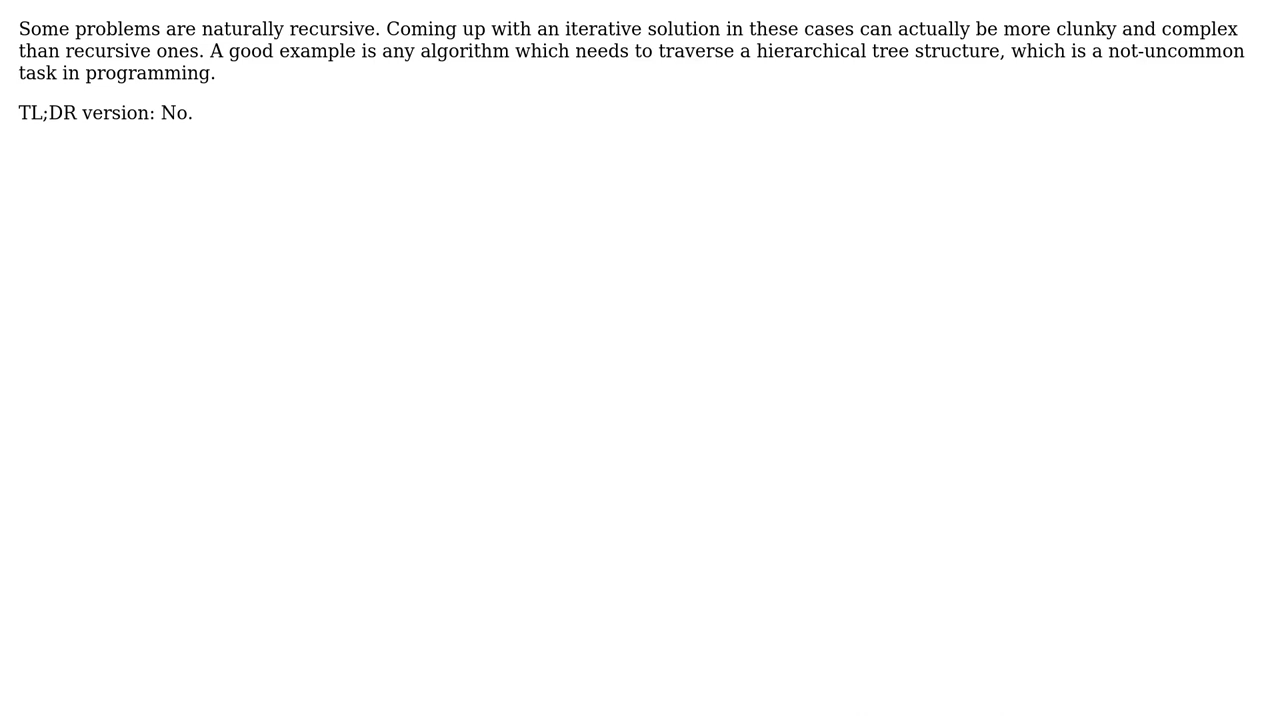 Some problems are naturally recursive. Coming up with an iterative solution in these cases can actually be more clunky and complex
than recursive ones. A good example is any algorithm which needs to traverse a hierarchical tree structure, which is a not-uncommon
task in programming.
TL;DR version: No.